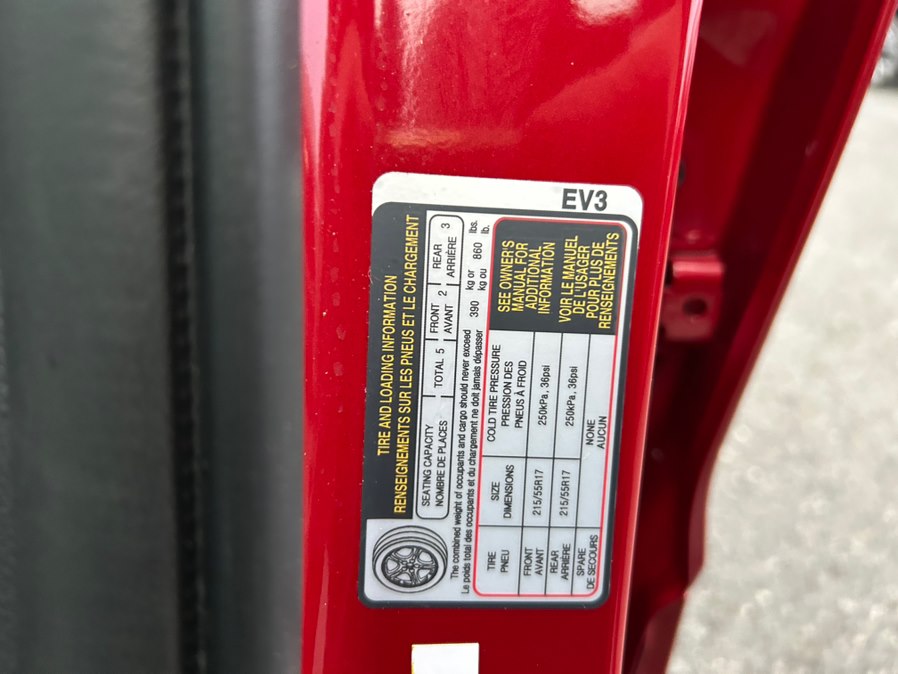 EV3
TIRE AND LOADING INFORMATION
RENSEIGNEMENTS SUR LES PNEUS ET LE CHARGEMENT
SEATING CAPACITY
NOMBRE DE PLACES
TOTAL 5
FRONT
AVANT
2
REAR
ARRIÈRE
3
The combined weight of occupants and cargo should never exceed
Le poids total des occupants et du chargement ne doit jamais dépasser
390
kg or
kg ou
860
lbs.
lb.
TIRE
PNEU
SIZE
DIMENSIONS
COLD TIRE PRESSURE
PRESSION DES
PNEUS À FROID
FRONT
AVANT
215/55R17
250kPa, 36psi
REAR
ARRIÈRE
215/55R17
250kPa, 36psi
SPARE
DE SECOURS
NONE
AUCUN
SEE OWNER'S
MANUAL FOR
ADDITIONAL
INFORMATION
VOIR LE MANUEL
DE L'USAGER
POUR PLUS DE
RENSEIGNEMENTS